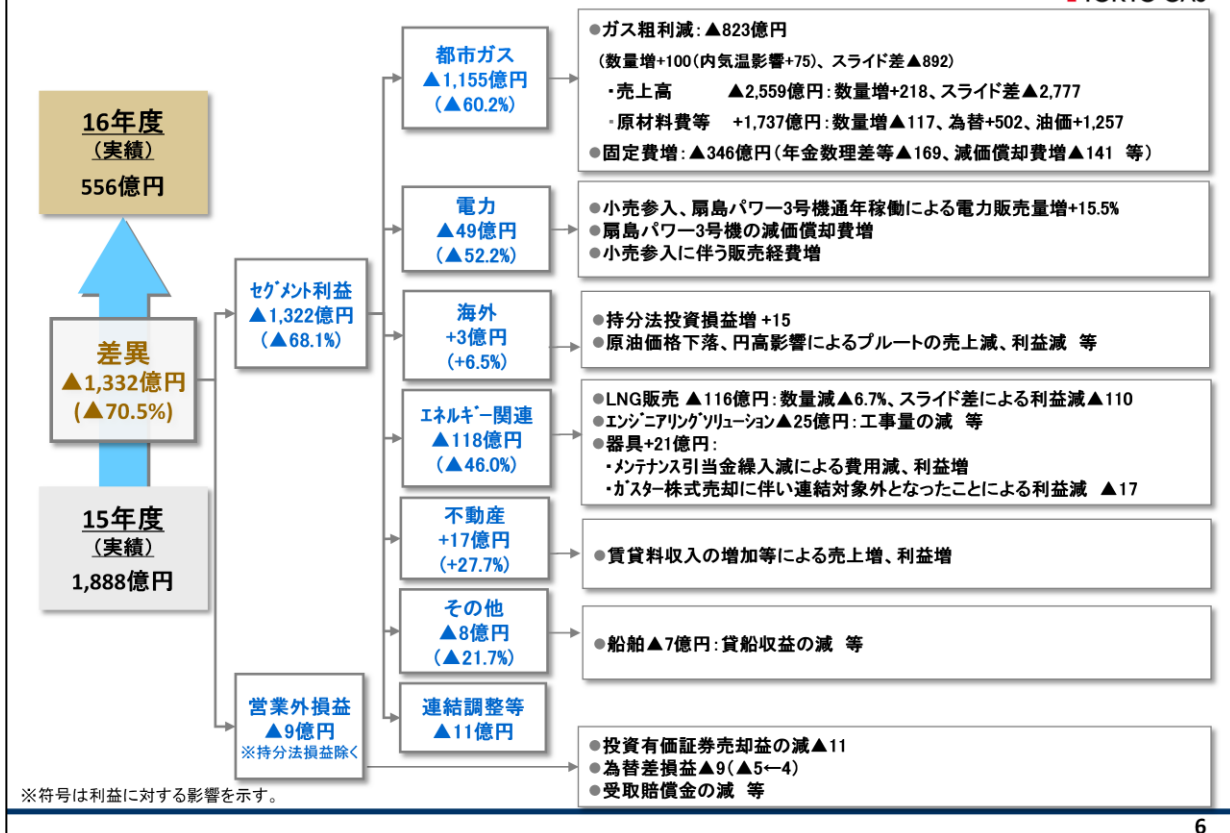 TOKYO GAS
16年度
(実績)
556億円
差異
▲1,332億円
(▲70.5%)
15年度
(実績)
1,888億円
セグメント利益
▲1,322億円
(▲68.1%)
営業外損益
▲9億円
※持分法損益除く
都市ガス
▲1,155億円
(▲60.2%)
●ガス粗利減:▲823億円
(数量増+100(内気温影響+75)、スライド差▲892)
・売上高 ▲2,559億円:数量増+218、スライド差▲2,777
・原材料費等 +1,737億円:数量増▲117、為替+502、油価+1,257
●固定費増:▲346億円(年金数理差等▲169、減価償却費増▲141 等)
電力
▲49億円
(▲52.2%)
●小売参入、扇島パワー3号機通年稼働による電力販売量増+15.5%
●扇島パワー3号機の減価償却費増
●小売参入に伴う販売経費増
海外
+3億円
(+6.5%)
●持分法投資損益増 +15
●原油価格下落、円高影響によるプルートの売上減、利益減 等
エネルギー関連
▲118億円
(▲46.0%)
●LNG販売 ▲116億円:数量減▲6.7%、スライド差による利益減▲110
●エンジニアリングソリューション▲25億円:工事量の減 等
●器具+21億円:
・メンテナンス引当金繰入減による費用減、利益増
・ガスター株式売却に伴い連結対象外となったことによる利益減 ▲17
不動産
+17億円
(+27.7%)
●賃貸料収入の増加等による売上増、利益増
その他
▲8億円
(▲21.7%)
●船舶▲7億円:貸船収益の減 等
連結調整等
▲11億円
●投資有価証券売却益の減▲11
●為替差損益▲9(▲5←4)
●受取賠償金の減 等
※符号は利益に対する影響を示す。
6